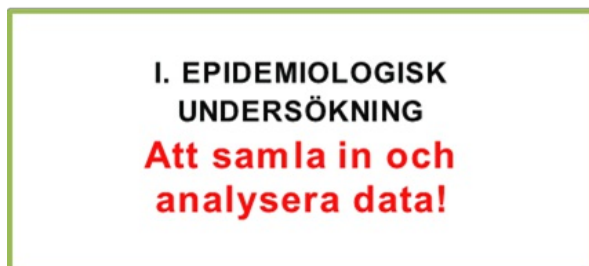 I. EPIDEMIOLOGISK
UNDERSÖKNING
Att samla in och
analysera data!